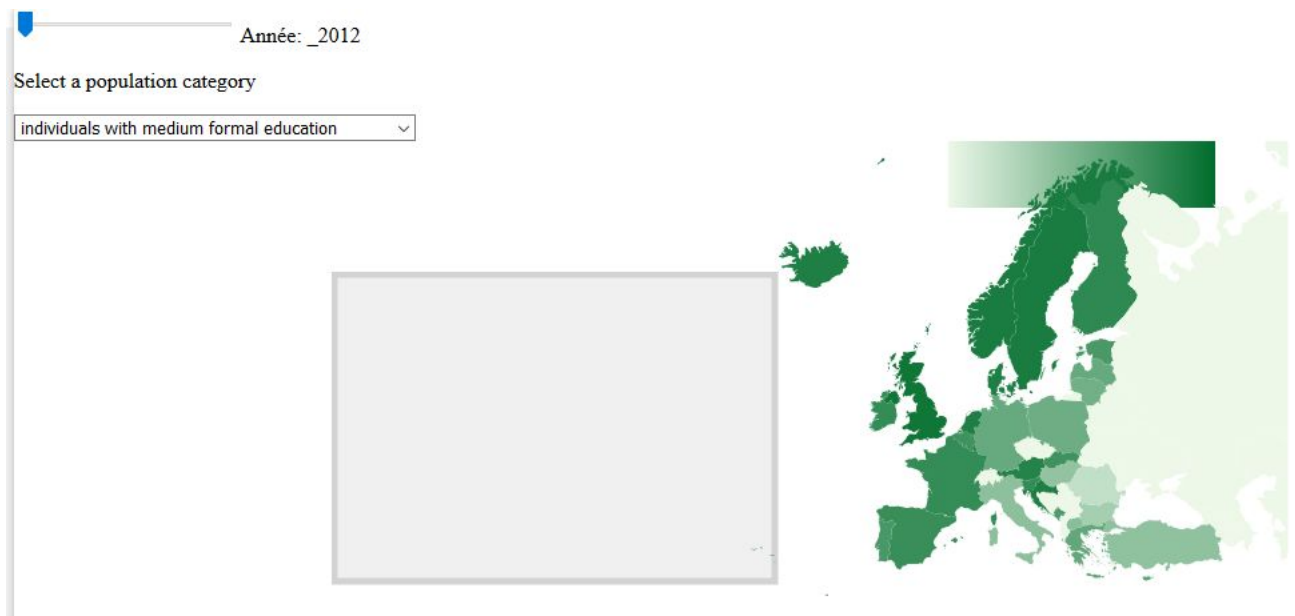 Année: _2012
Select a population category
individuals with medium formal education